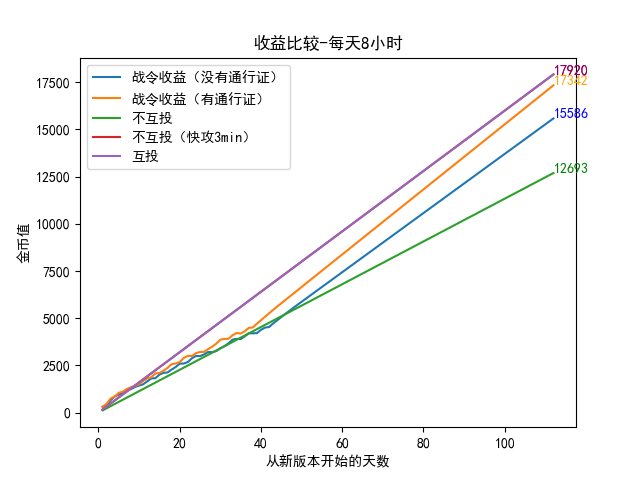 收益比较-每天8小时
战令收益（没有通行证）
战令收益（有通行证）
不互投
不互投（快攻3min）
互投
金币值
17500
15000
12500
10000
7500
5000
2500
0
17920
17342
15586
12693
0
20
40
60
80
100
从新版本开始的天数